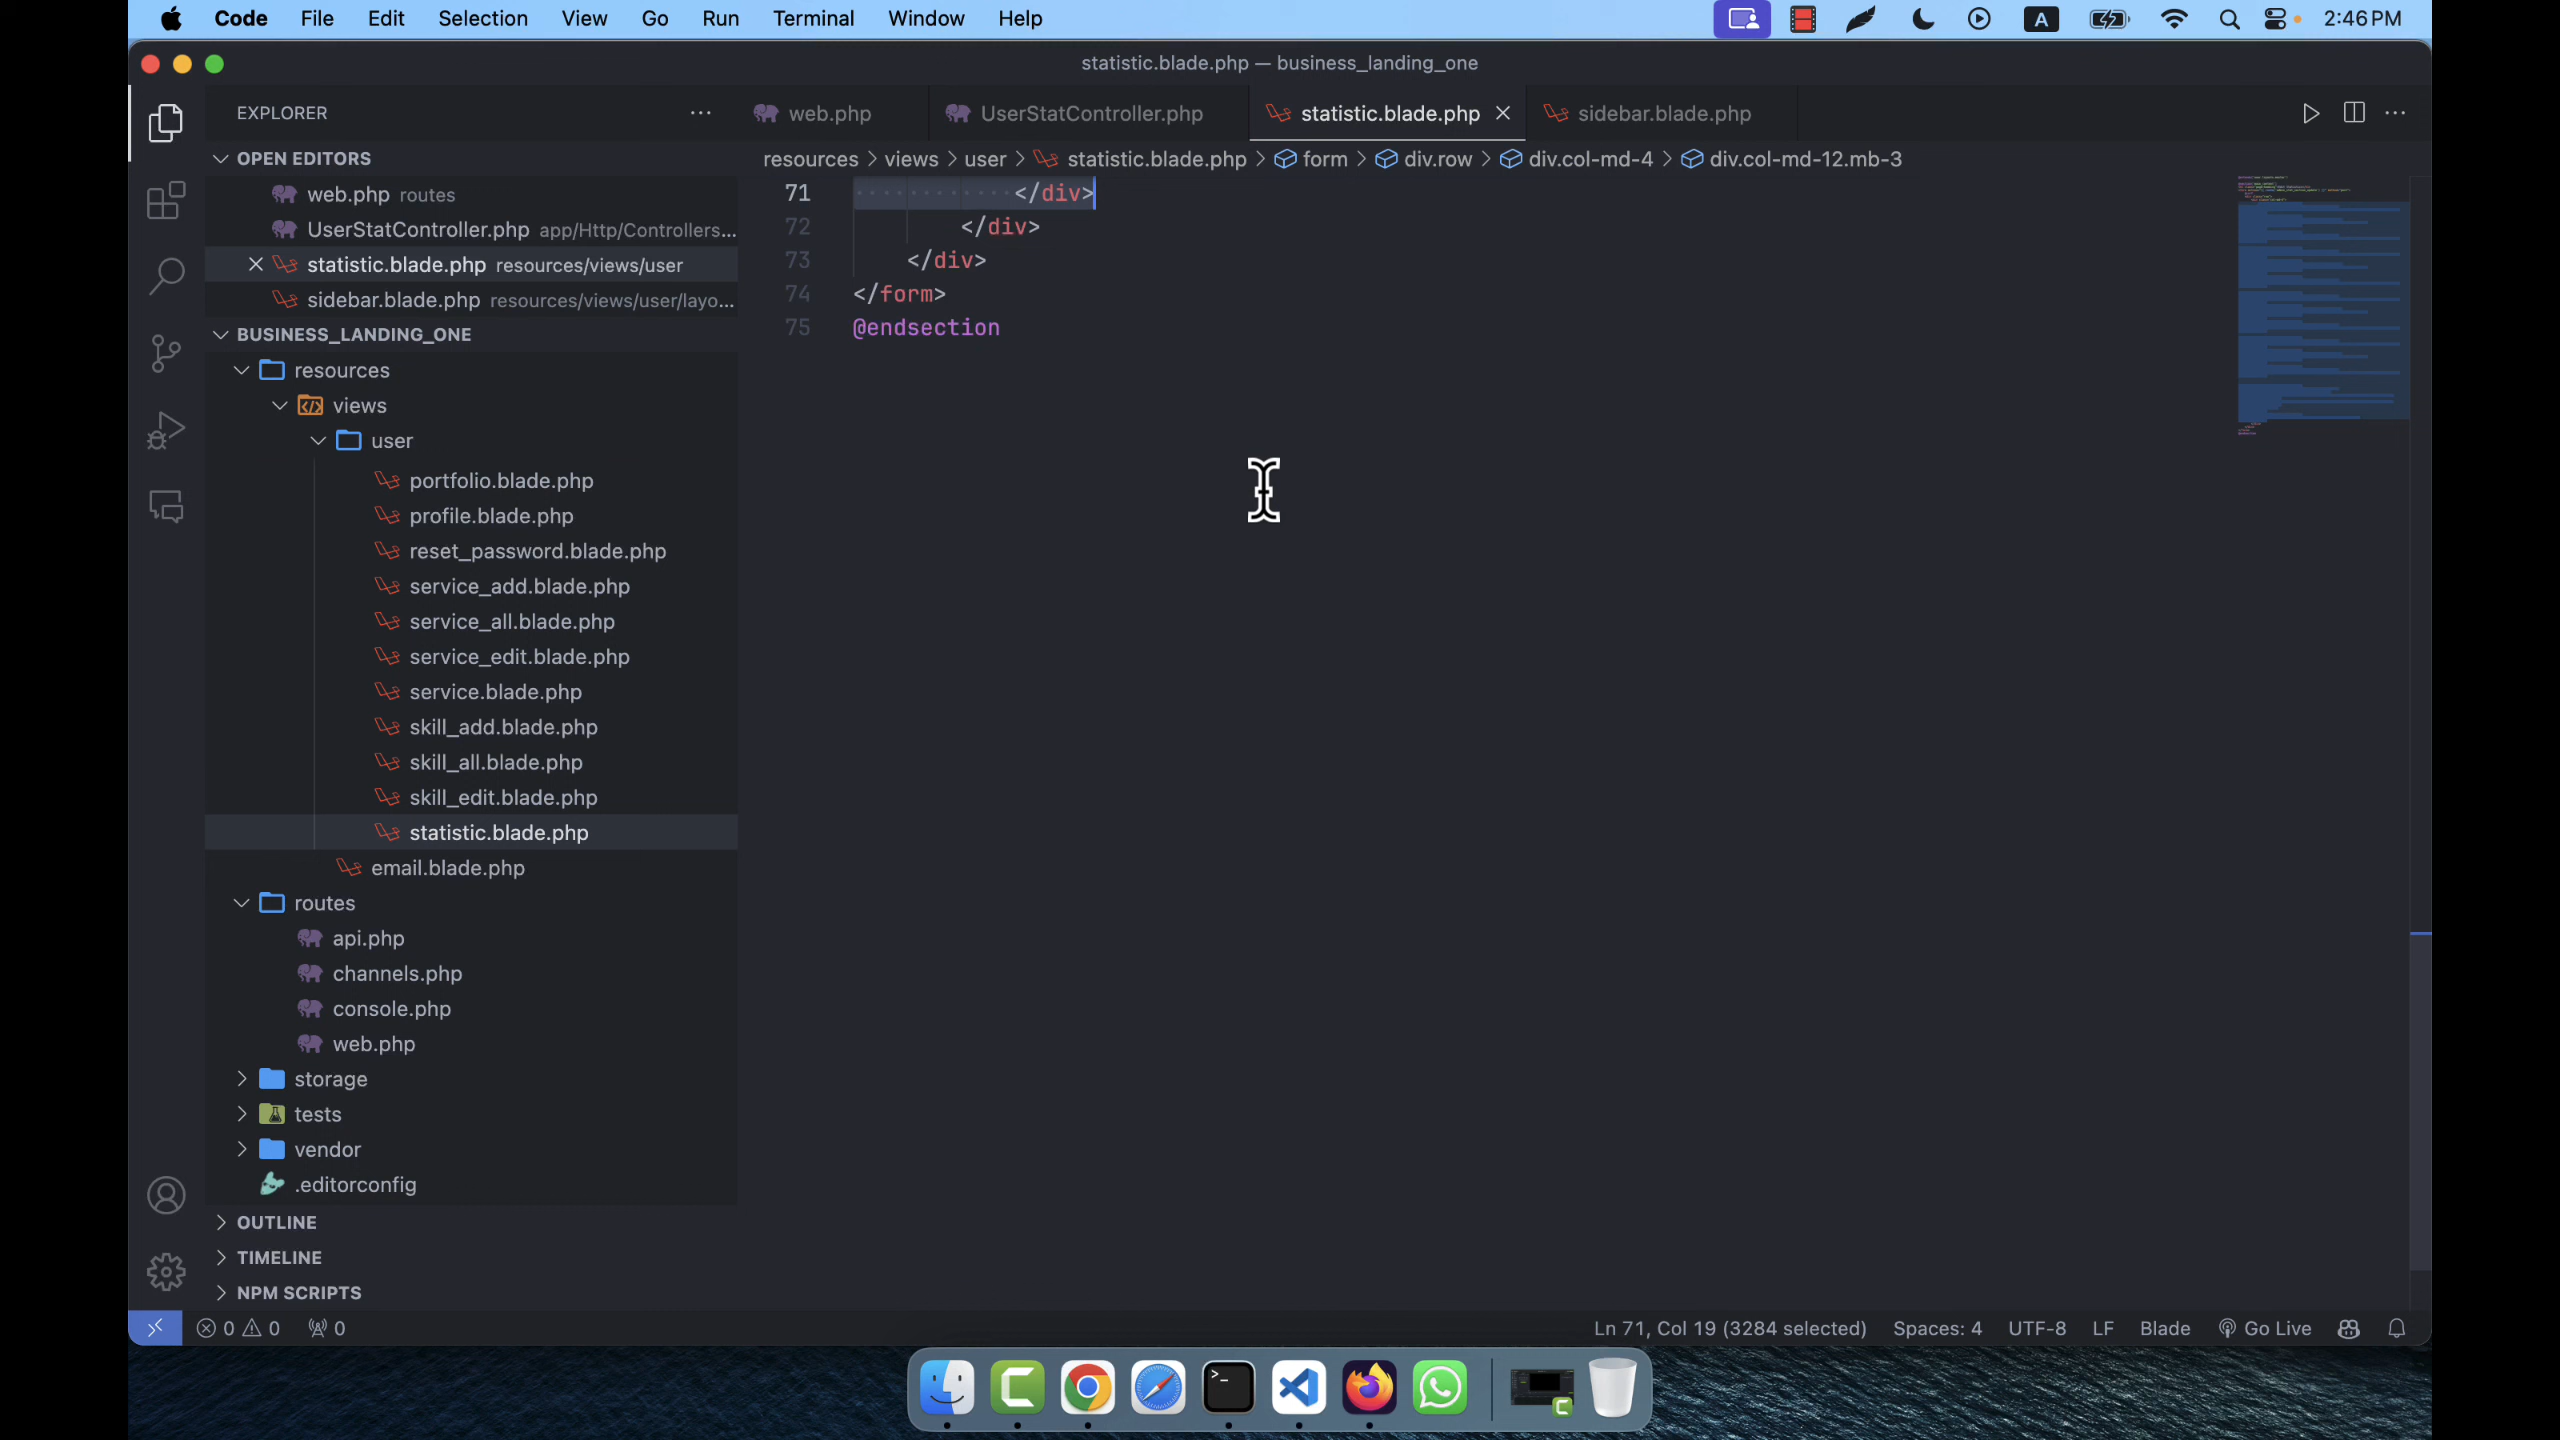 Code File Edit Selection View Go Run Terminal Window Help A 2:46 PM
statistic.blade.php — business_landing_one
EXPLORER
web.php UserStatController.php statistic.blade.php sidebar.blade.php
OPEN EDITORS
web.php routes
UserStatController.php app/Http/Controllers...
statistic.blade.php resources/views/user
sidebar.blade.php resources/views/user/layo...
BUSINESS_LANDING_ONE
resources
views
user
portfolio.blade.php
profile.blade.php
reset_password.blade.php
service_add.blade.php
service_all.blade.php
service_edit.blade.php
service.blade.php
skill_add.blade.php
skill_all.blade.php
skill_edit.blade.php
statistic.blade.php
email.blade.php
routes
api.php
channels.php
console.php
web.php
storage
tests
vendor
.editorconfig
OUTLINE
TIMELINE
NPM SCRIPTS
resources > views > user > statistic.blade.php > form > div.row > div.col-md-4 > div.col-md-12.mb-3
71 </div>
72 </div>
73 </div>
74 </form>
75 @endsection
0 0 0 Ln 71, Col 19 (3284 selected) Spaces: 4 UTF-8 LF Blade Go Live